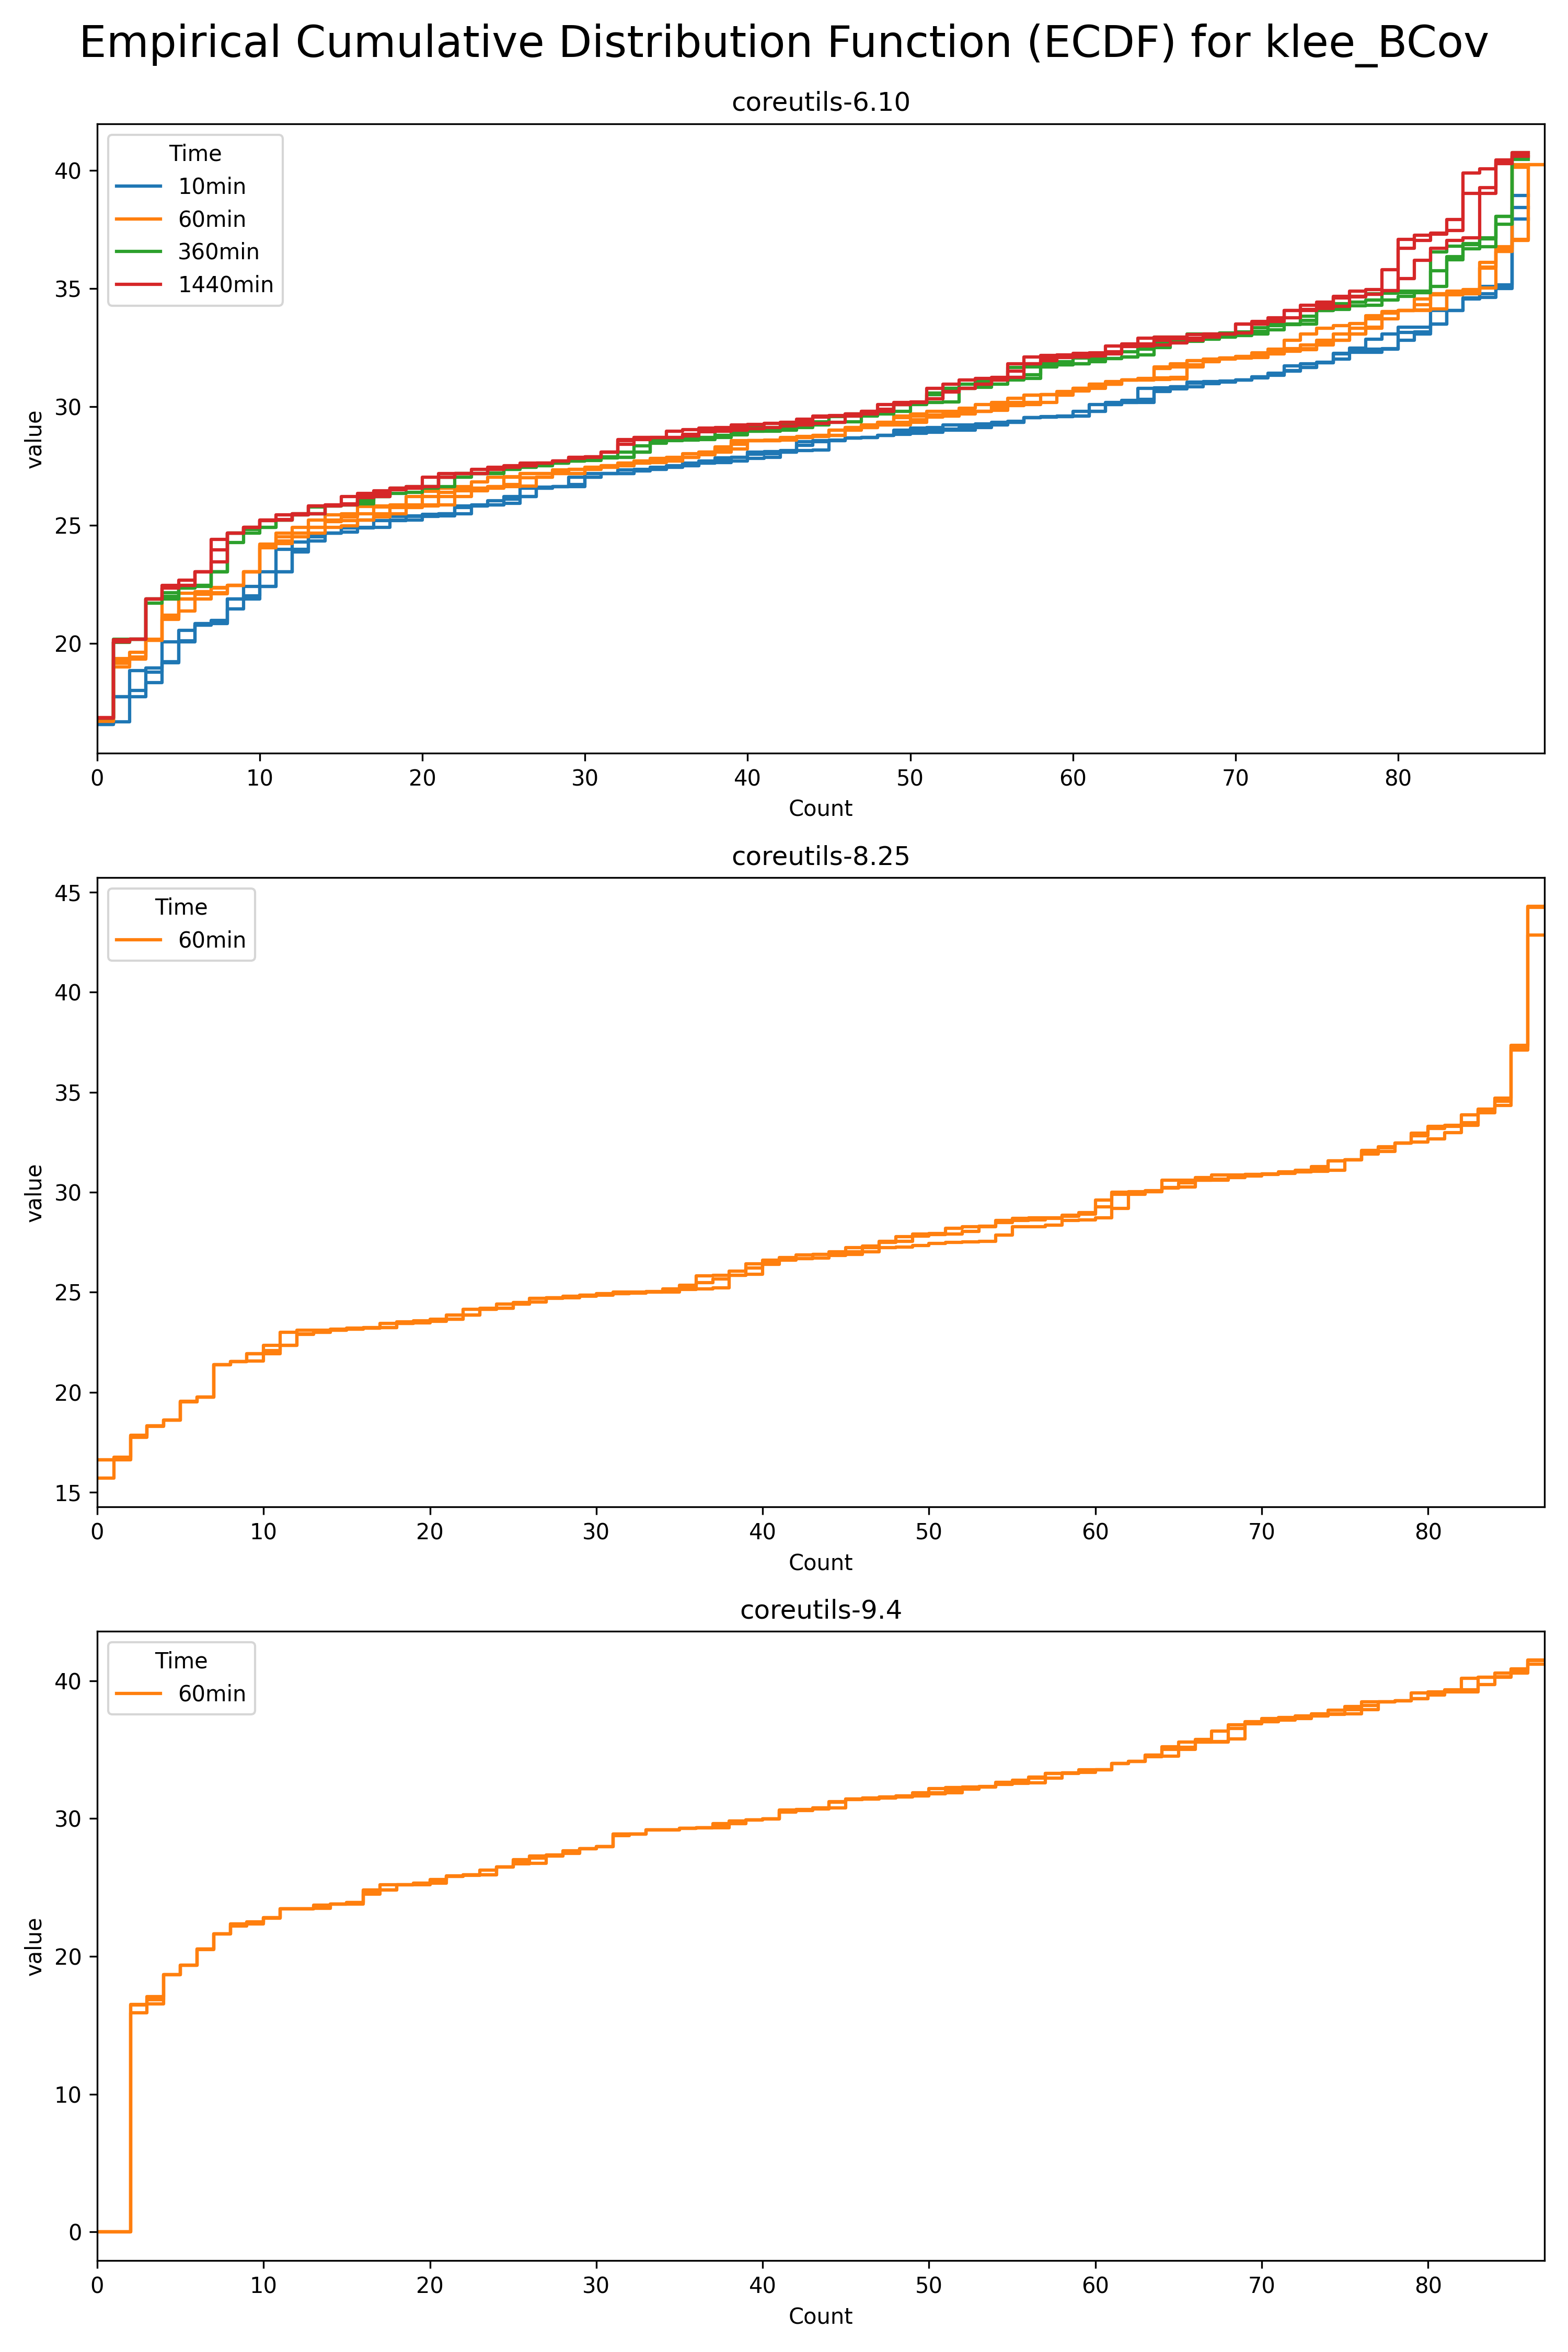 Empirical Cumulative Distribution Function (ECDF) for klee_BCov
coreutils-6.10
Time
10min
60min
360min
1440min
40
35
30
25
20
value
0 10 20 30 40 50 60 70 80
Count
coreutils-8.25
Time
60min
45
40
35
30
25
20
15
value
0 10 20 30 40 50 60 70 80
Count
coreutils-9.4
Time
60min
40
30
20
10
0
value
0 10 20 30 40 50 60 70 80
Count